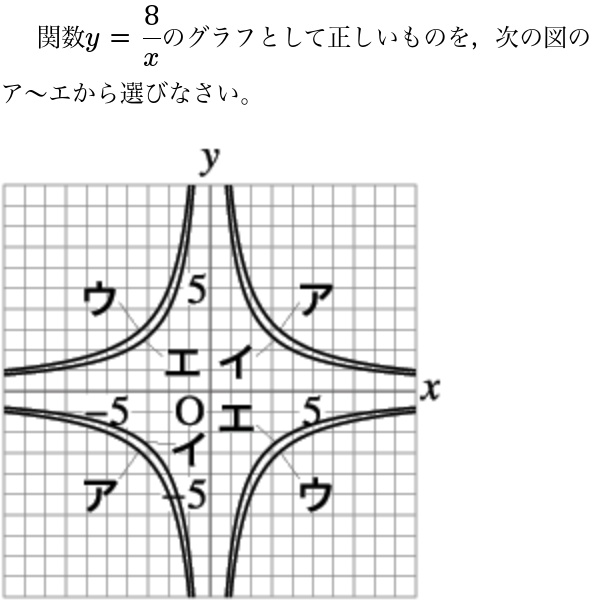 関数y = 8/xのグラフとして正しいものを，次の図の
ア～エから選びなさい。
y
5
ウ
ア
エ
イ
x
−5
O
エ
5
イ
ア
−5
ウ